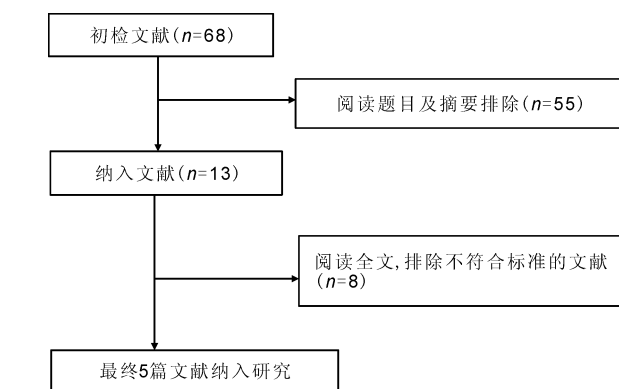 初检文献(n=68)
阅读题目及摘要排除(n=55)
纳入文献(n=13)
阅读全文,排除不符合标准的文献
(n=8)
最终5篇文献纳入研究